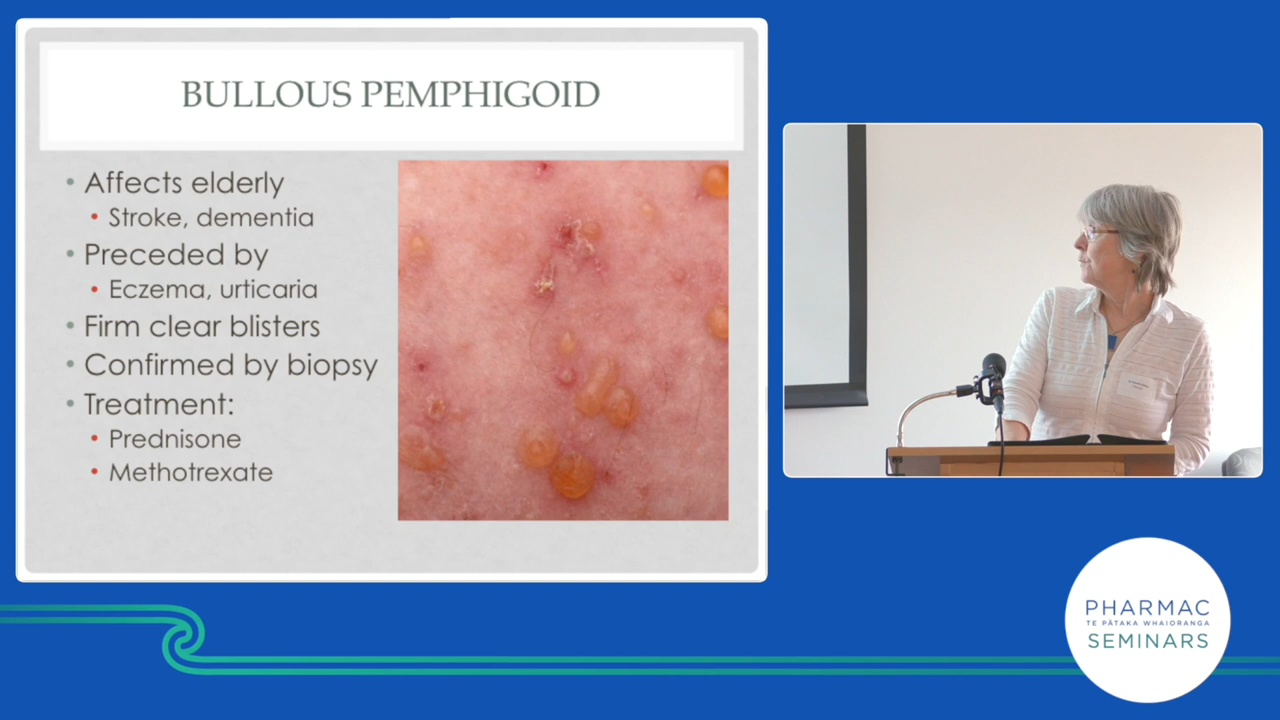 BULLOUS PEMPHIGOID
• Affects elderly
• Stroke, dementia
• Preceded by
• Eczema, urticaria
• Firm clear blisters
• Confirmed by biopsy
• Treatment:
• Prednisone
• Methotrexate
PHARMAC
TE PĀTAKA WHAIORANGA
SEMINARS